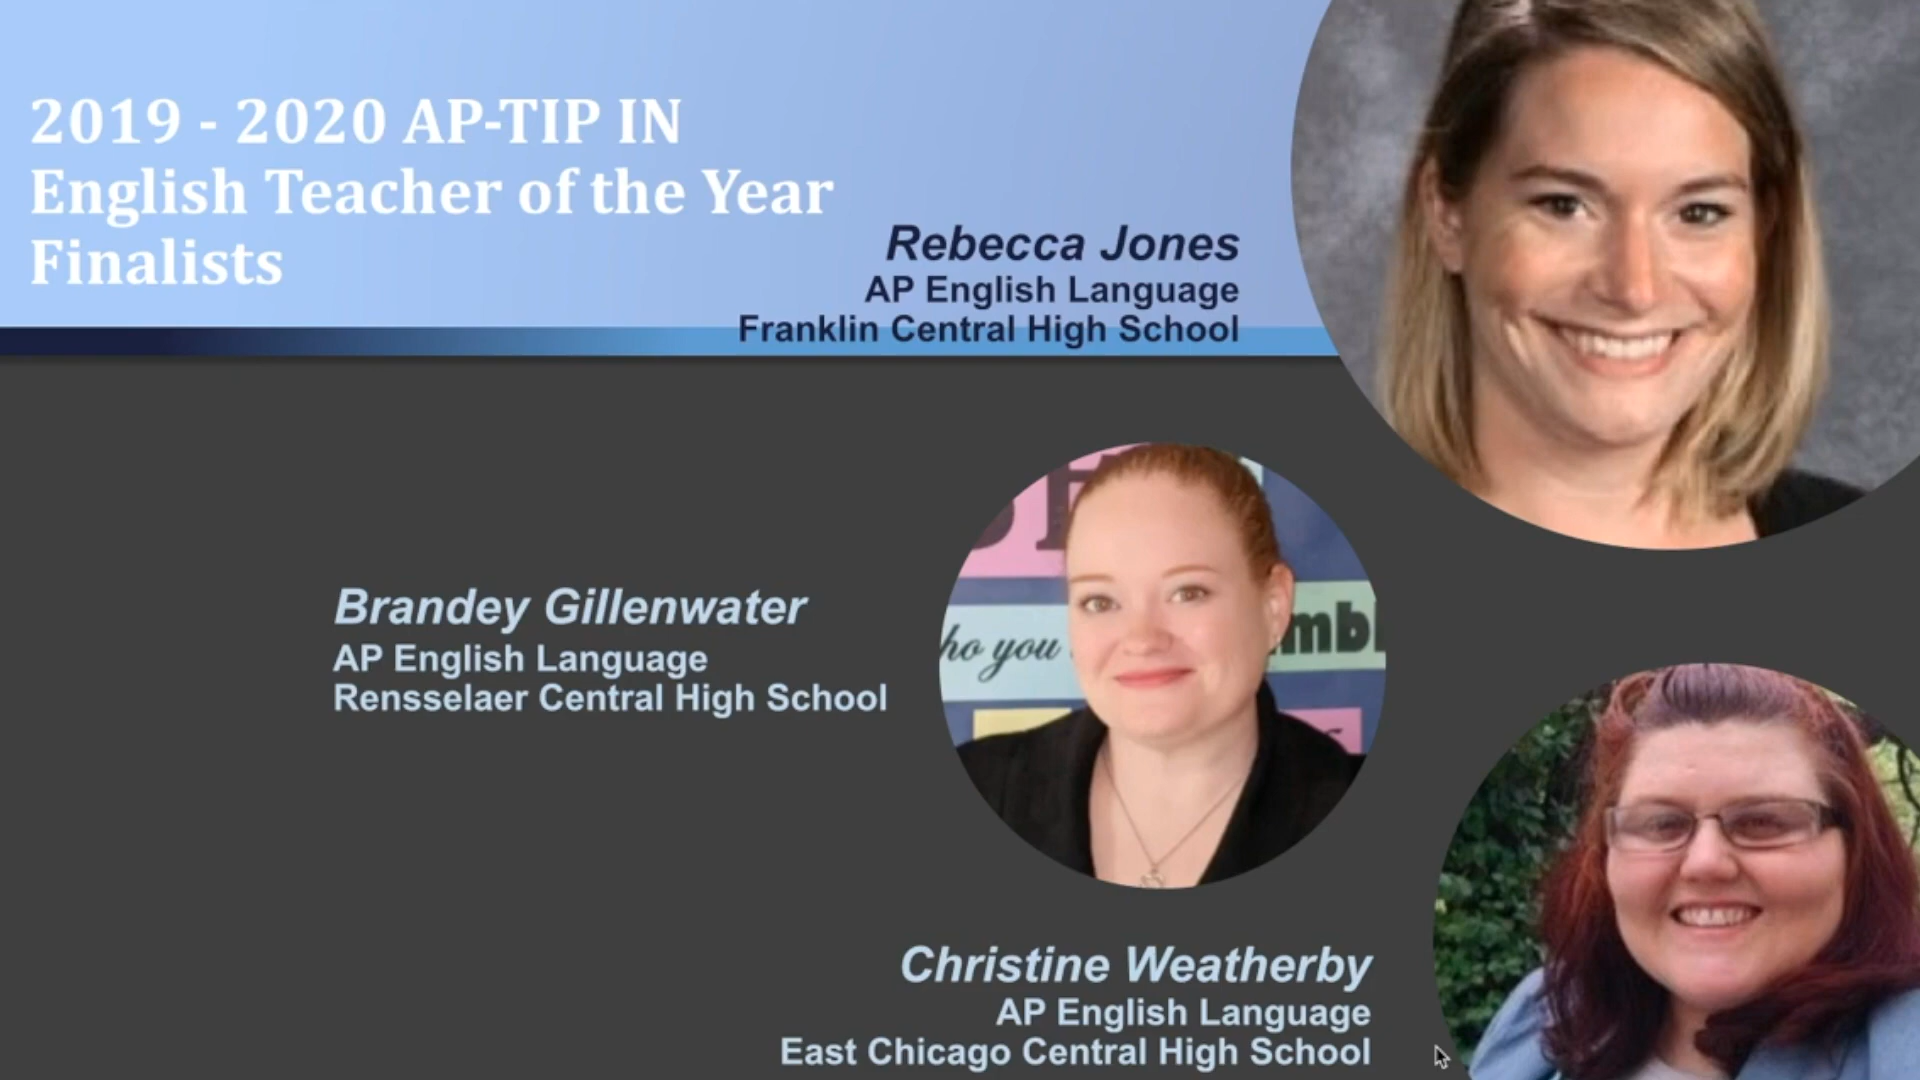 2019 - 2020 AP-TIP IN
English Teacher of the Year
Finalists
Rebecca Jones
AP English Language
Franklin Central High School
Brandey Gillenwater
AP English Language
Rensselaer Central High School
ho you
Christine Weatherby
AP English Language
East Chicago Central High School